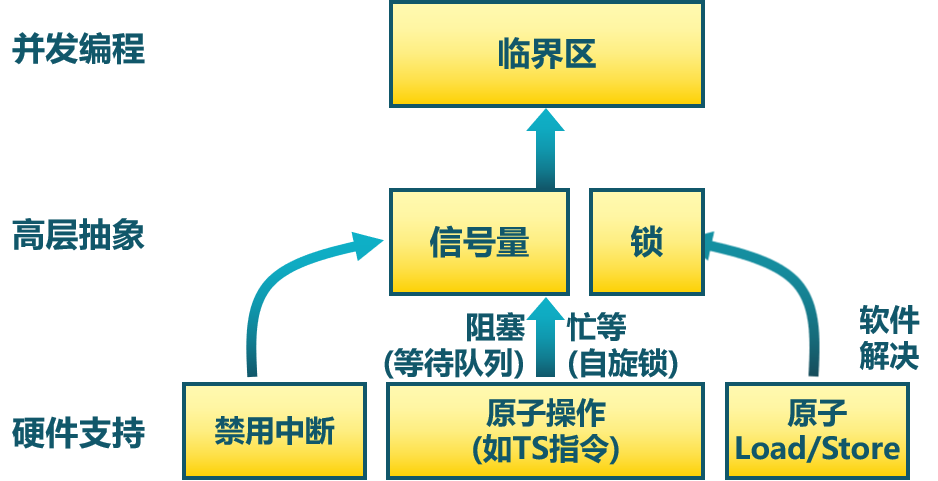 并发编程
临界区
高层抽象
信号量
锁
阻塞
(等待队列)
忙等
(自旋锁)
软件
解决
硬件支持
禁用中断
原子操作
(如TS指令)
原子
Load/Store